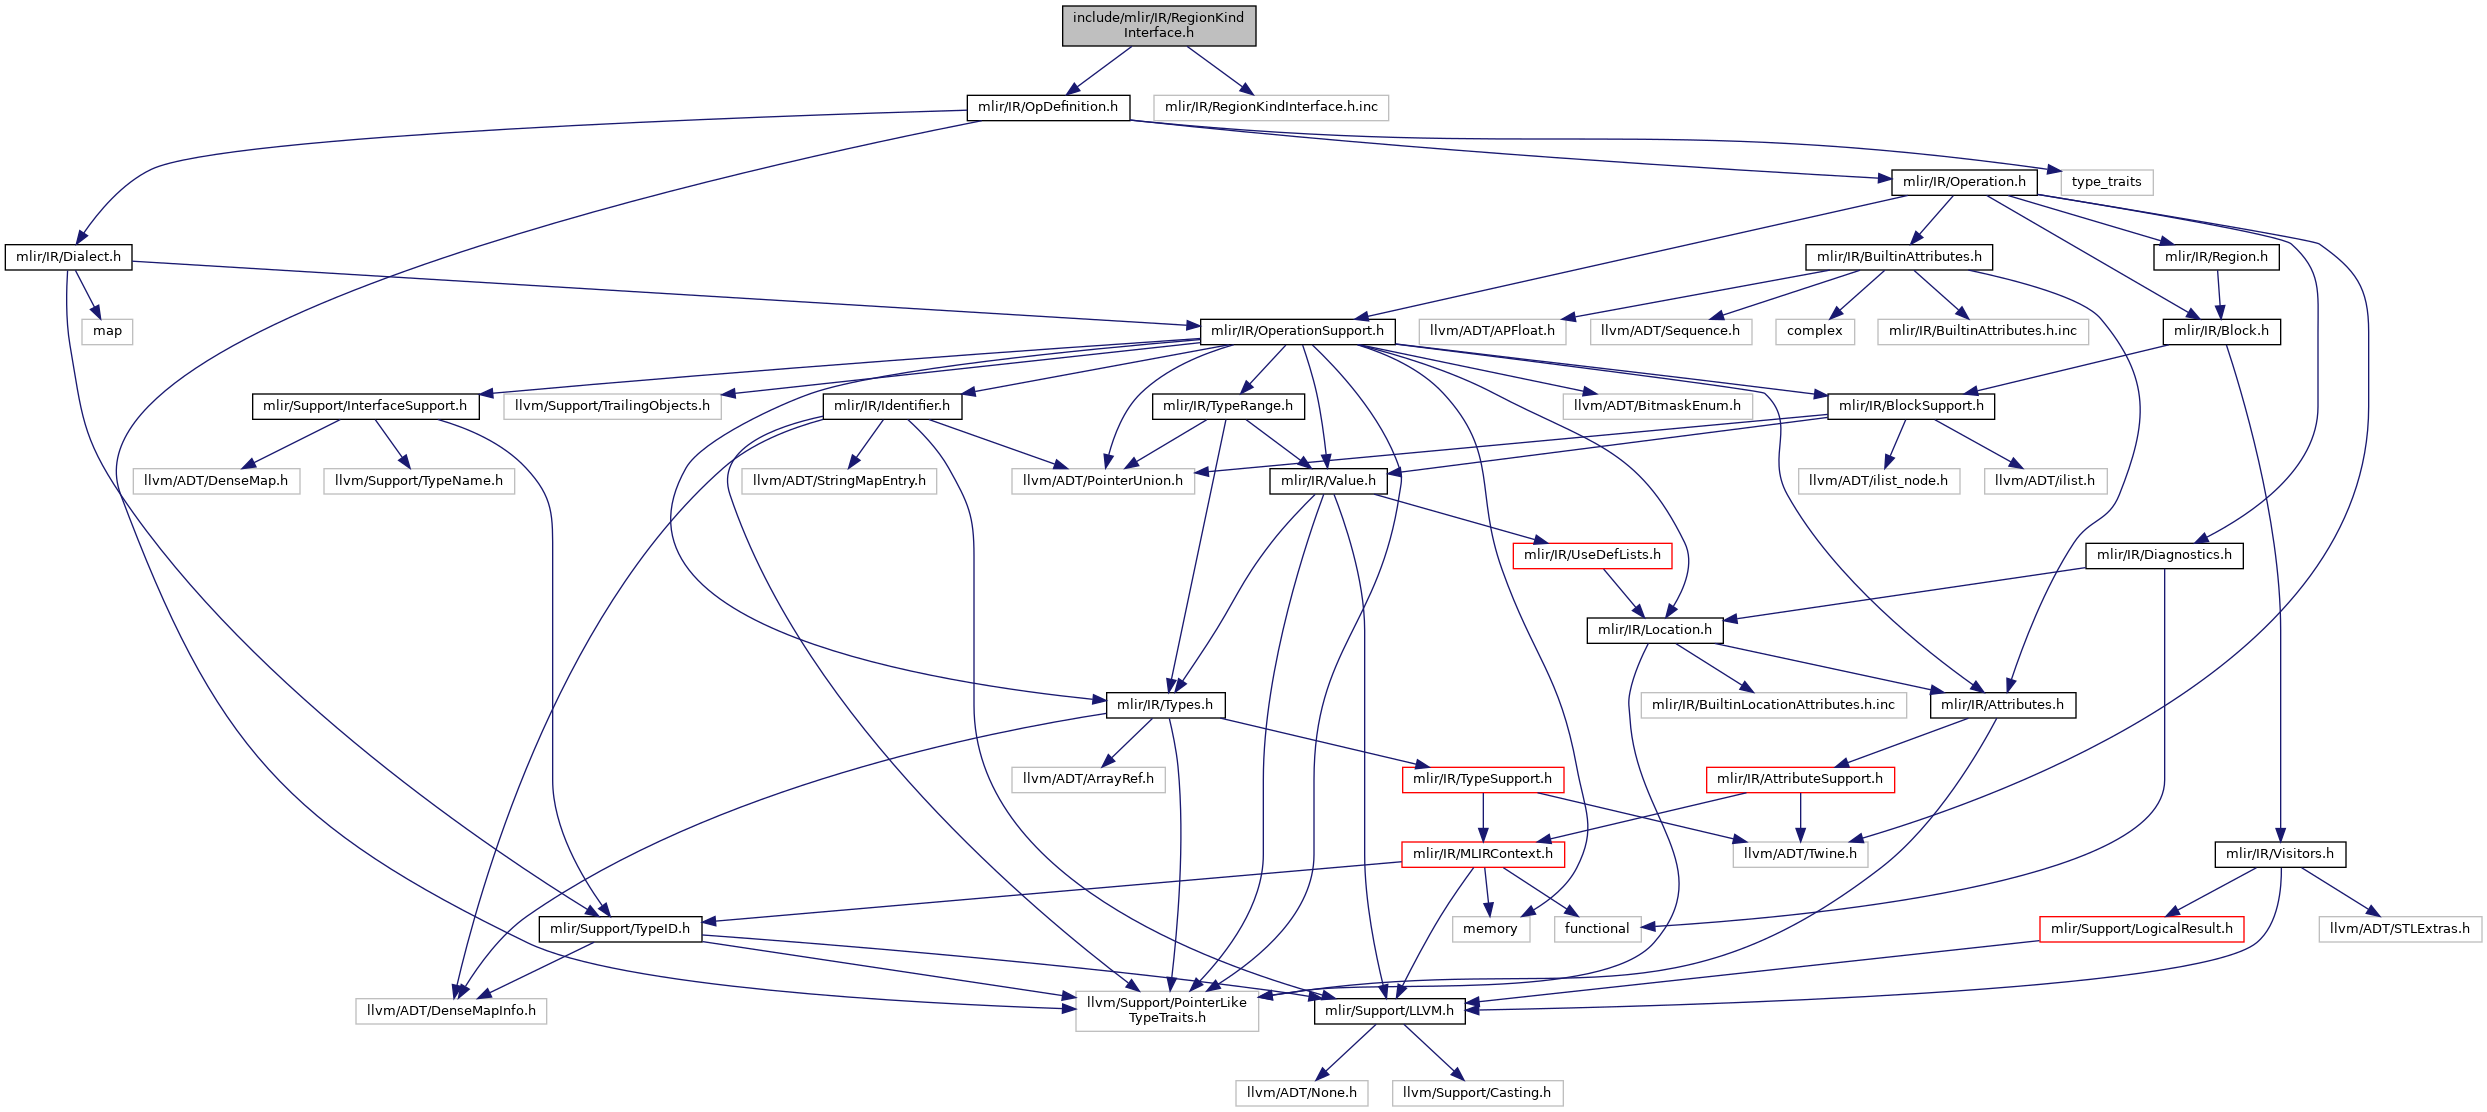 include/mlir/IR/RegionKind
Interface.h
mlir/IR/OpDefinition.h
mlir/IR/RegionKindInterface.h.inc
mlir/IR/Operation.h
type_traits
mlir/IR/Dialect.h
mlir/IR/BuiltinAttributes.h
mlir/IR/Region.h
map
mlir/IR/OperationSupport.h
llvm/ADT/APFloat.h
llvm/ADT/Sequence.h
complex
mlir/IR/BuiltinAttributes.h.inc
mlir/IR/Block.h
mlir/Support/InterfaceSupport.h
llvm/Support/TrailingObjects.h
mlir/IR/Identifier.h
mlir/IR/TypeRange.h
llvm/ADT/BitmaskEnum.h
mlir/IR/BlockSupport.h
llvm/ADT/DenseMap.h
llvm/Support/TypeName.h
llvm/ADT/StringMapEntry.h
llvm/ADT/PointerUnion.h
mlir/IR/Value.h
llvm/ADT/ilist_node.h
llvm/ADT/ilist.h
mlir/IR/UseDefLists.h
mlir/IR/Diagnostics.h
mlir/IR/Location.h
mlir/IR/Types.h
mlir/IR/BuiltinLocationAttributes.h.inc
mlir/IR/Attributes.h
llvm/ADT/ArrayRef.h
mlir/IR/TypeSupport.h
mlir/IR/AttributeSupport.h
mlir/IR/MLIRContext.h
llvm/ADT/Twine.h
mlir/IR/Visitors.h
mlir/Support/TypeID.h
memory
functional
mlir/Support/LogicalResult.h
llvm/ADT/STLExtras.h
llvm/ADT/DenseMapInfo.h
llvm/Support/PointerLike
TypeTraits.h
mlir/Support/LLVM.h
llvm/ADT/None.h
llvm/Support/Casting.h